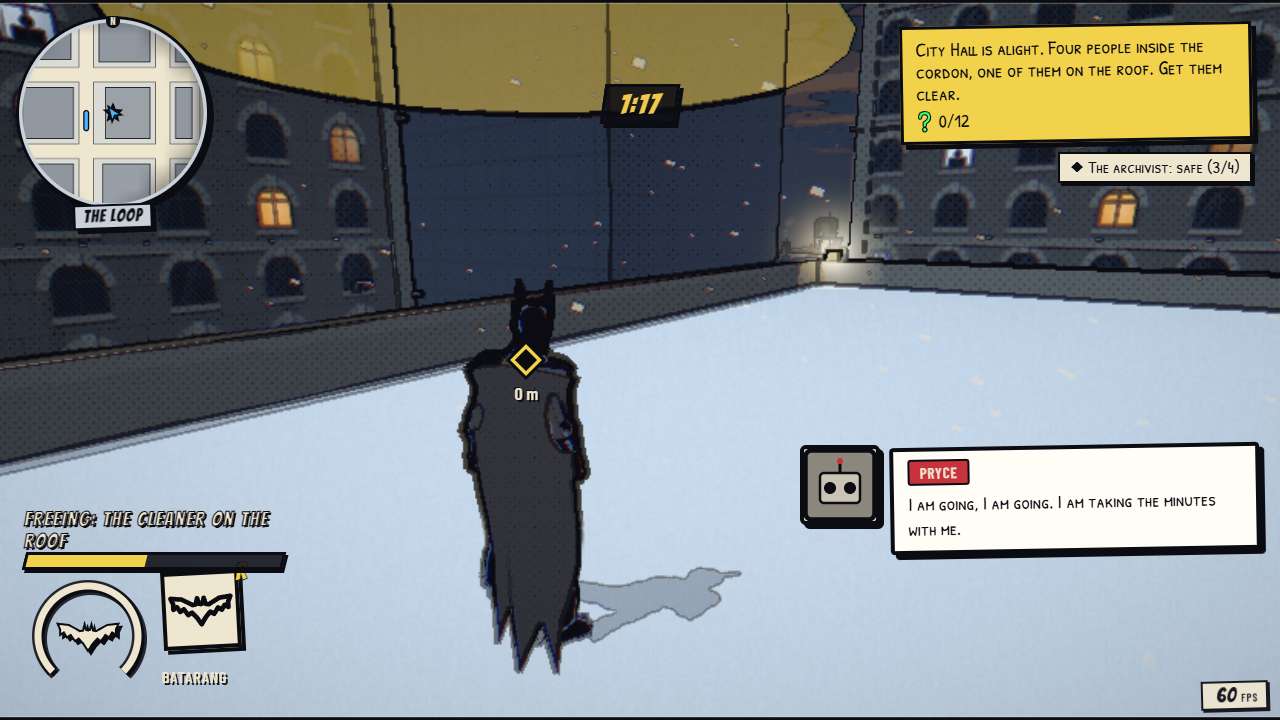 N
THE LOOP
1:17
City Hall is alight. Four people inside the
cordon, one of them on the roof. Get them
clear.
? 0/12
◆ The archivist: safe (3/4)
0 m
PRYCE
I am going, I am going. I am taking the minutes
with me.
FREEING: THE CLEANER ON THE
ROOF
BATARANG
60 FPS